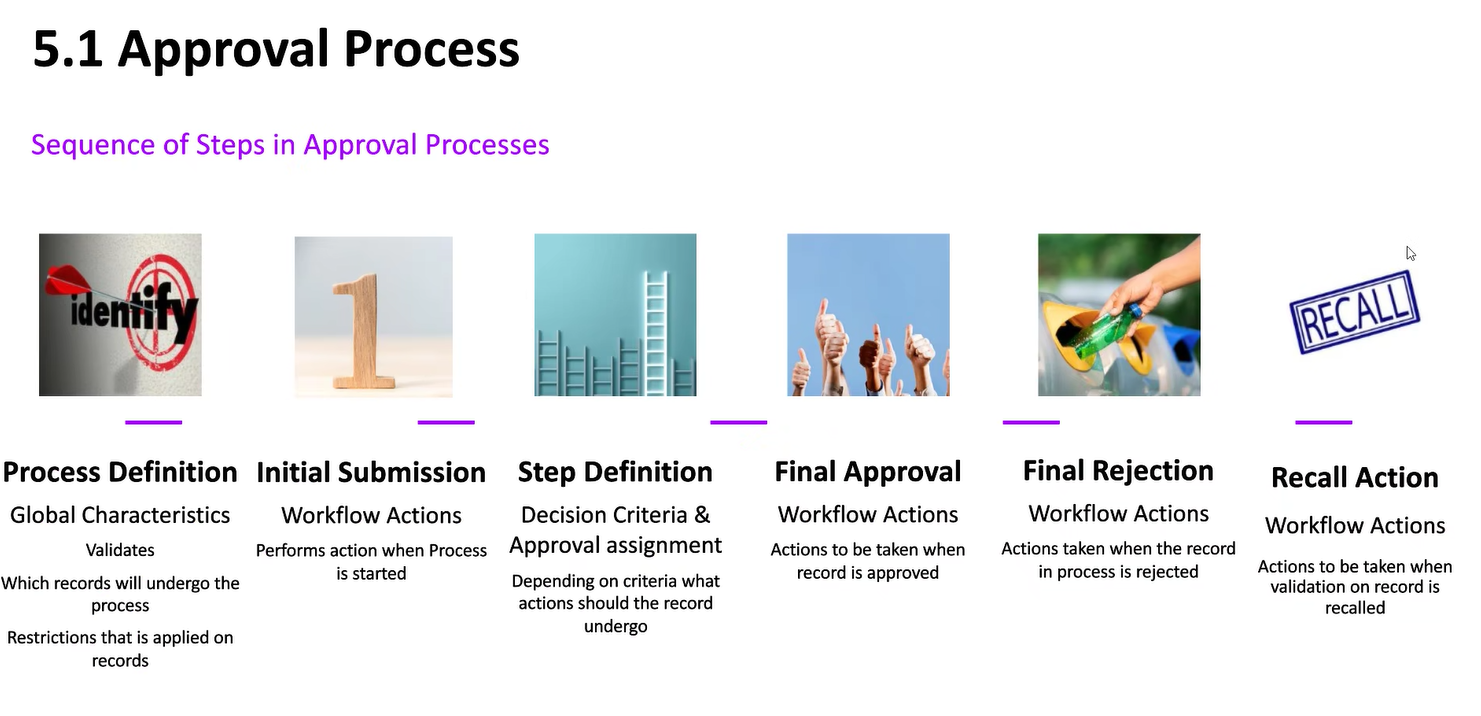 5.1 Approval Process
Sequence of Steps in Approval Processes
identify
RECALL
Process Definition
Global Characteristics
Validates
Which records will undergo the
process
Restrictions that is applied on
records
Initial Submission
Workflow Actions
Performs action when Process
is started
Step Definition
Decision Criteria &
Approval assignment
Depending on criteria what
actions should the record
undergo
Final Approval
Workflow Actions
Actions to be taken when
record is approved
Final Rejection
Workflow Actions
Actions taken when the record
in process is rejected
Recall Action
Workflow Actions
Actions to be taken when
validation on record is
recalled